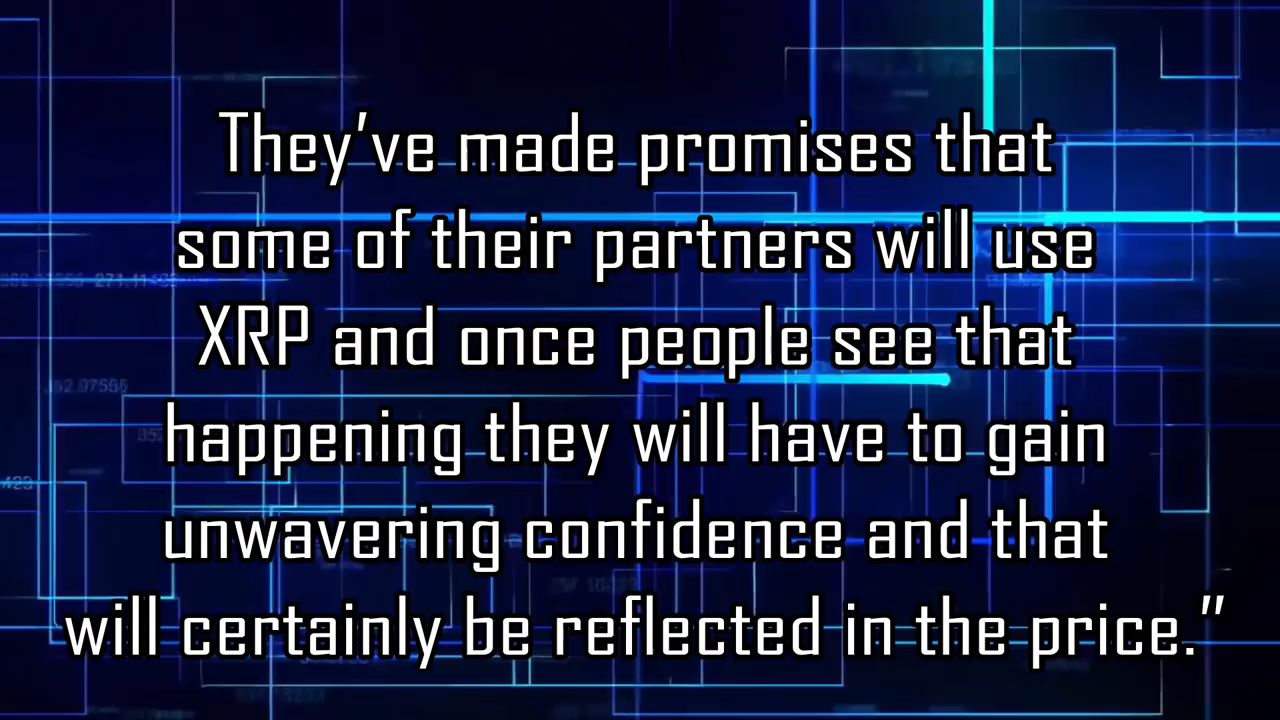 They’ve made promises that
some of their partners will use
XRP and once people see that
happening they will have to gain
unwavering confidence and that
will certainly be reflected in the price.”